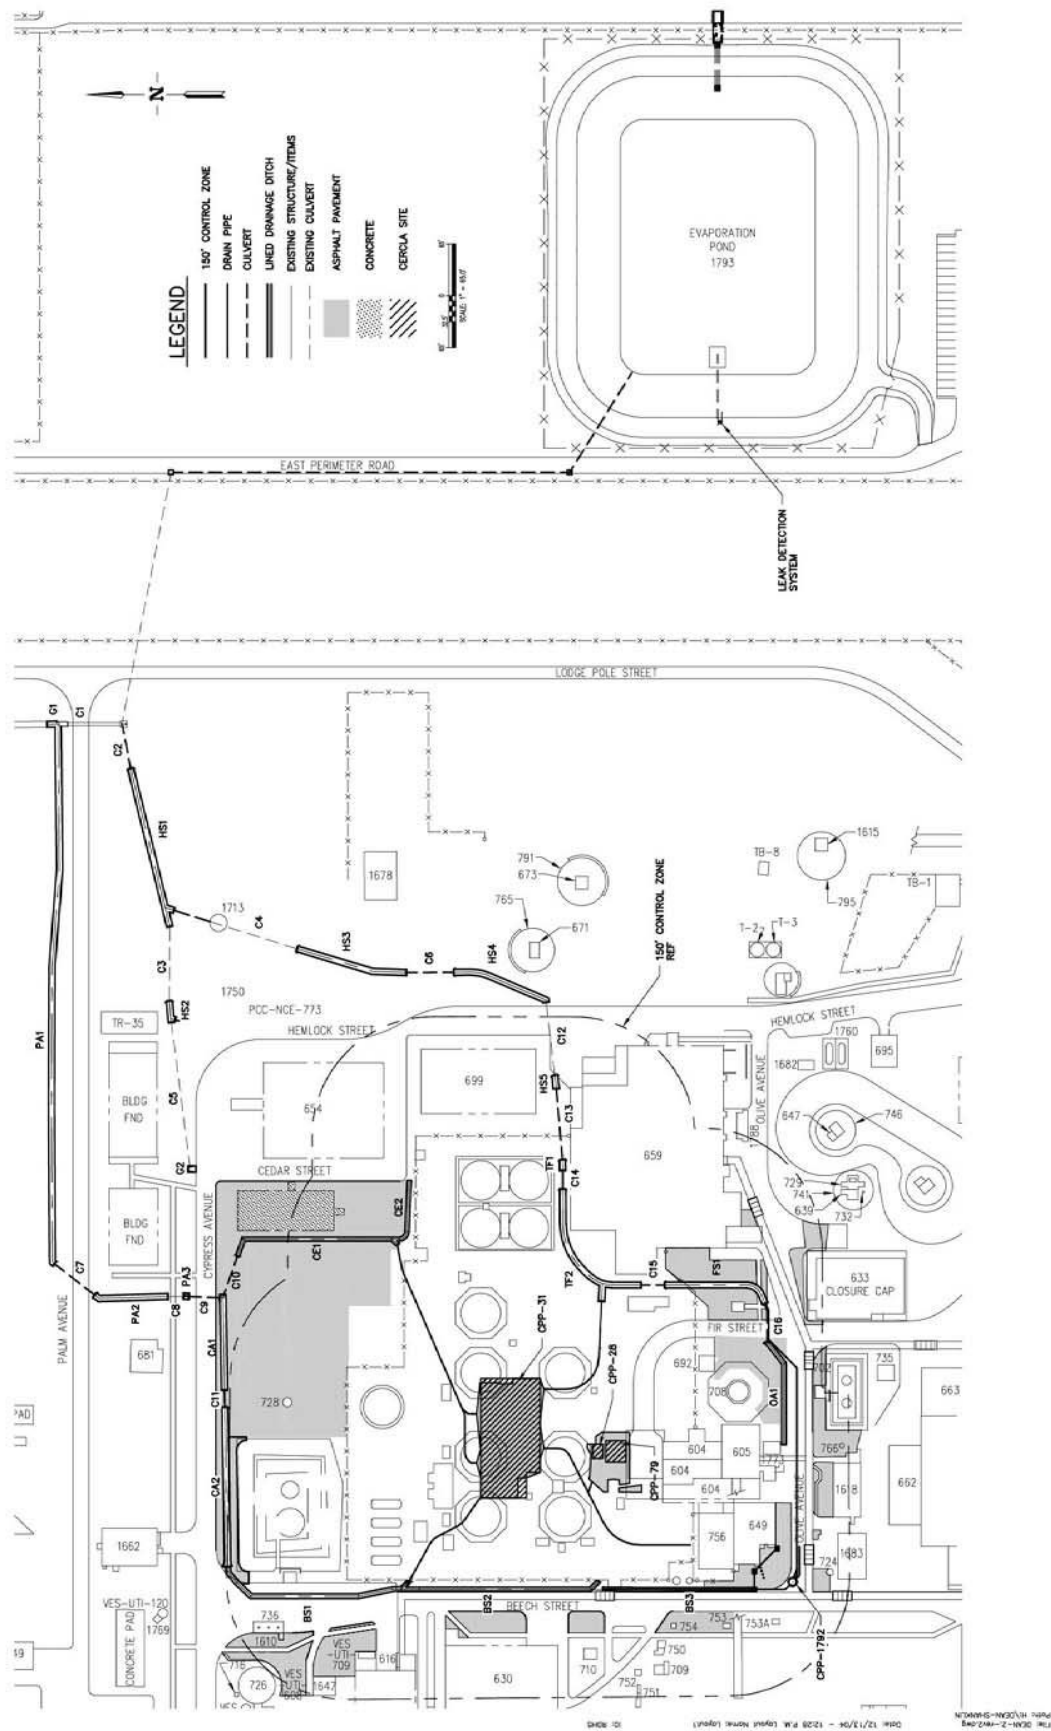 N
LEGEND
150' CONTROL ZONE
DRAIN PIPE
CULVERT
LINED DRAINAGE DITCH
EXISTING STRUCTURE/ITEMS
EXISTING CULVERT
ASPHALT PAVEMENT
CONCRETE
CERCLA SITE
EVAPORATION
POND
1793
EAST PERIMETER ROAD
LEAK DETECTION
SYSTEM
LODGE POLE STREET
G1
C1
C2
HS1
PA1
1713
C4
C3
HS2
HS3
C6
HS4
1678
791
673
765
671
150' CONTROL ZONE
REF
TB-8
1615
795
TB-1
T-2
T-3
1750
PCC-NCE-773
HEMLOCK STREET
HEMLOCK STREET
TR-35
BLDG
FND
C5
G2
BLDG
FND
654
699
C12
HS5
C13
TF1
C14
659
OLIVE AVENUE
1760
1682
695
647
746
729
741
639
732
CEDAR STREET
CYPRESS AVENUE
CE2
CE1
C10
C7
PA2
PA3
C8
C9
PALM AVENUE
TF2
C15
FS1
C16
633
CLOSURE CAP
FIR STREET
CPP-31
CPP-28
CPP-79
681
CA1
C11
728
692
708
OA1
735
663
604
604
604
605
766
1618
662
CA2
1662
756
649
OLIVE AVENUE
724
1683
VES-UTI-120
1769
CONCRETE PAD
BS1
BS2
BS3
BEECH STREET
736
1610
716
726
VES
-UTI-
709
616
1647
630
710
754
753
753A
750
709
752
751
CPP-1792